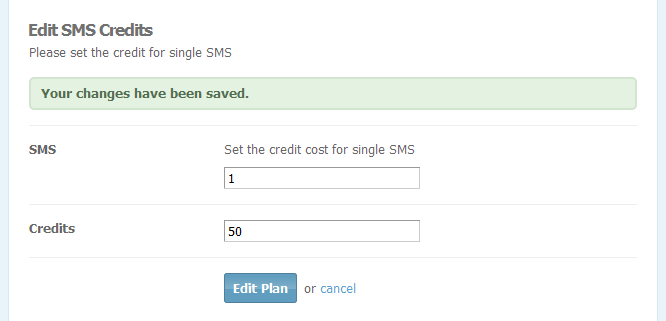 Edit SMS Credits
Please set the credit for single SMS
Your changes have been saved.
SMS
Set the credit cost for single SMS
1
Credits
50
Edit Plan or cancel